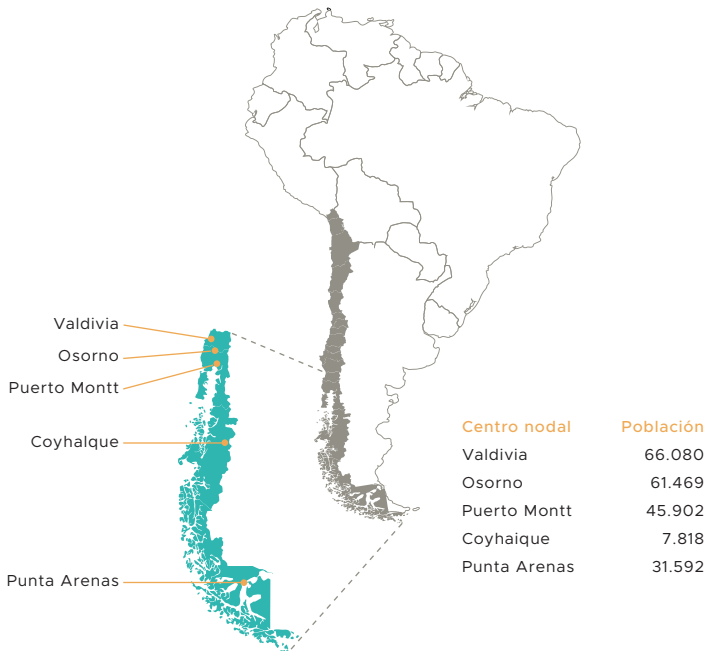 Valdivia
Osorno
Puerto Montt
Coyhalque
Punta Arenas
Centro nodal Población
Valdivia 66.080
Osorno 61.469
Puerto Montt 45.902
Coyhaique 7.818
Punta Arenas 31.592